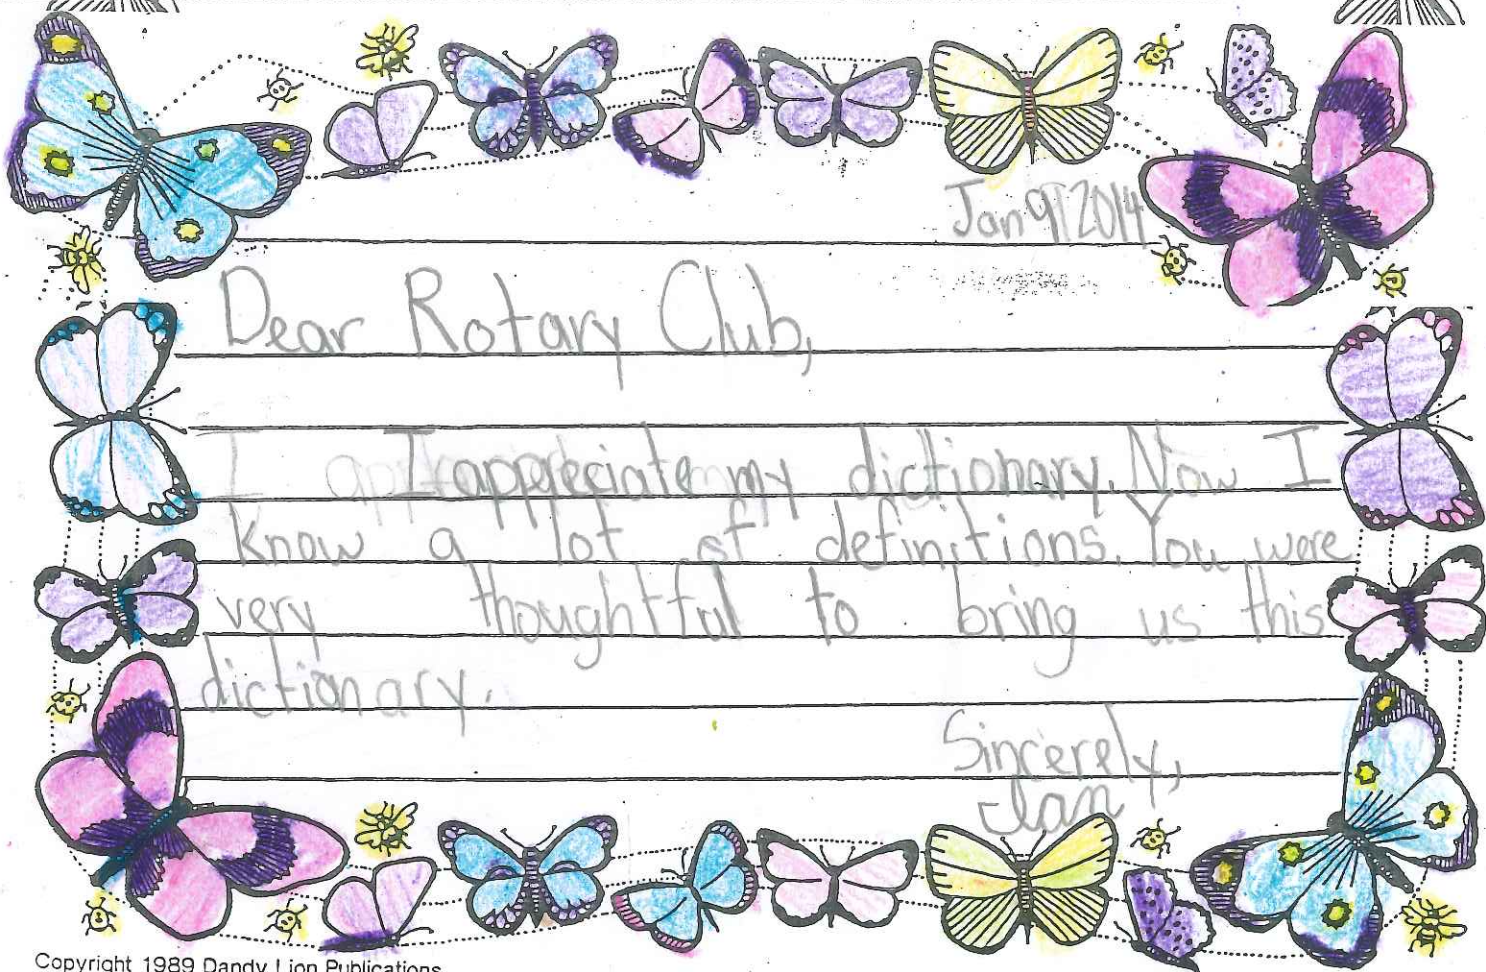 Jan 9, 2014
Dear Rotary Club,
I appreciate my dictionary. Now I
know a lot of definitions. You were
very thoughtful to bring us this
dictionary.
Sincerely,
Ian
Copyright 1989 Dandy Lion Publications